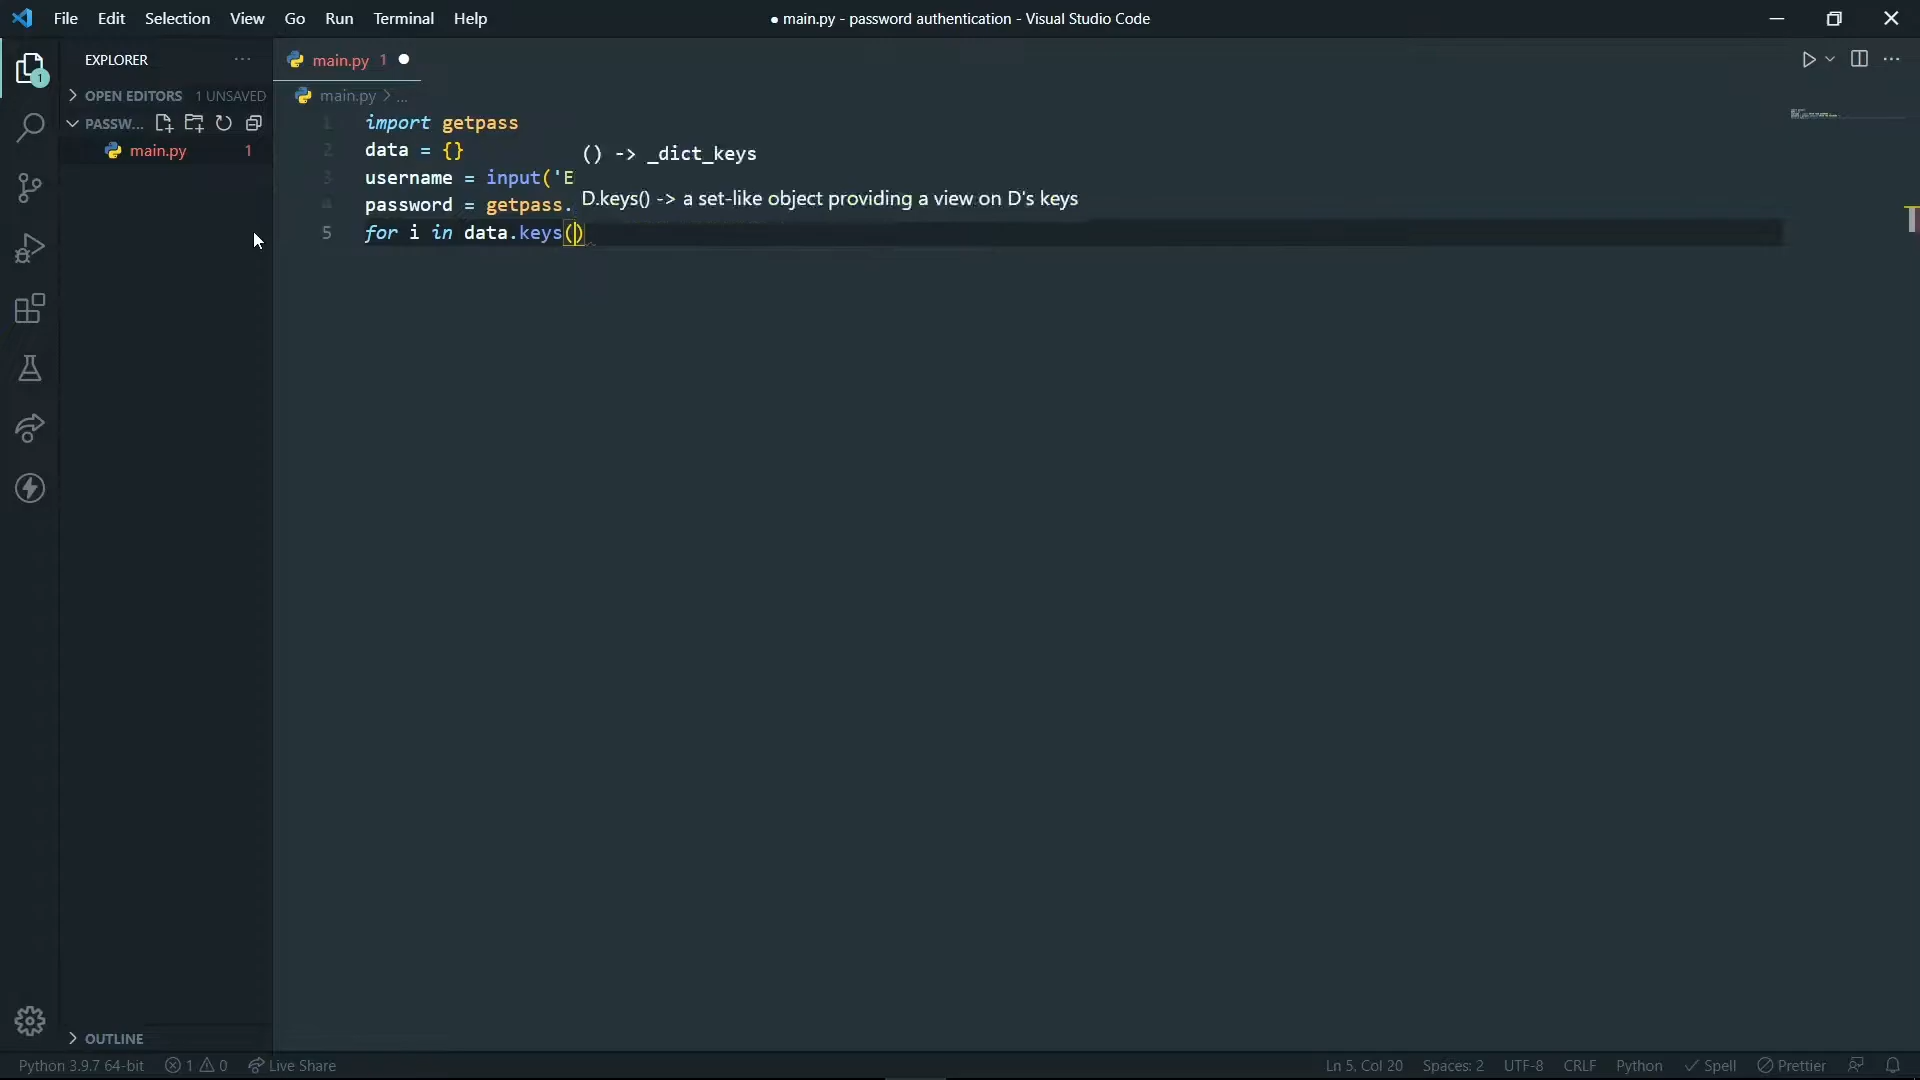 File Edit Selection View Go Run Terminal Help
● main.py - password authentication - Visual Studio Code
EXPLORER
main.py 1
1
OPEN EDITORS 1 UNSAVED
main.py > ...
PASSW...
main.py 1
1 import getpass
2 data = {}
3 username = input('E
4 password = getpass.
5 for i in data.keys()
() -> _dict_keys
D.keys() -> a set-like object providing a view on D's keys
OUTLINE
Python 3.9.7 64-bit 1 0 Live Share
Ln 5, Col 20 Spaces: 2 UTF-8 CRLF Python Spell Prettier